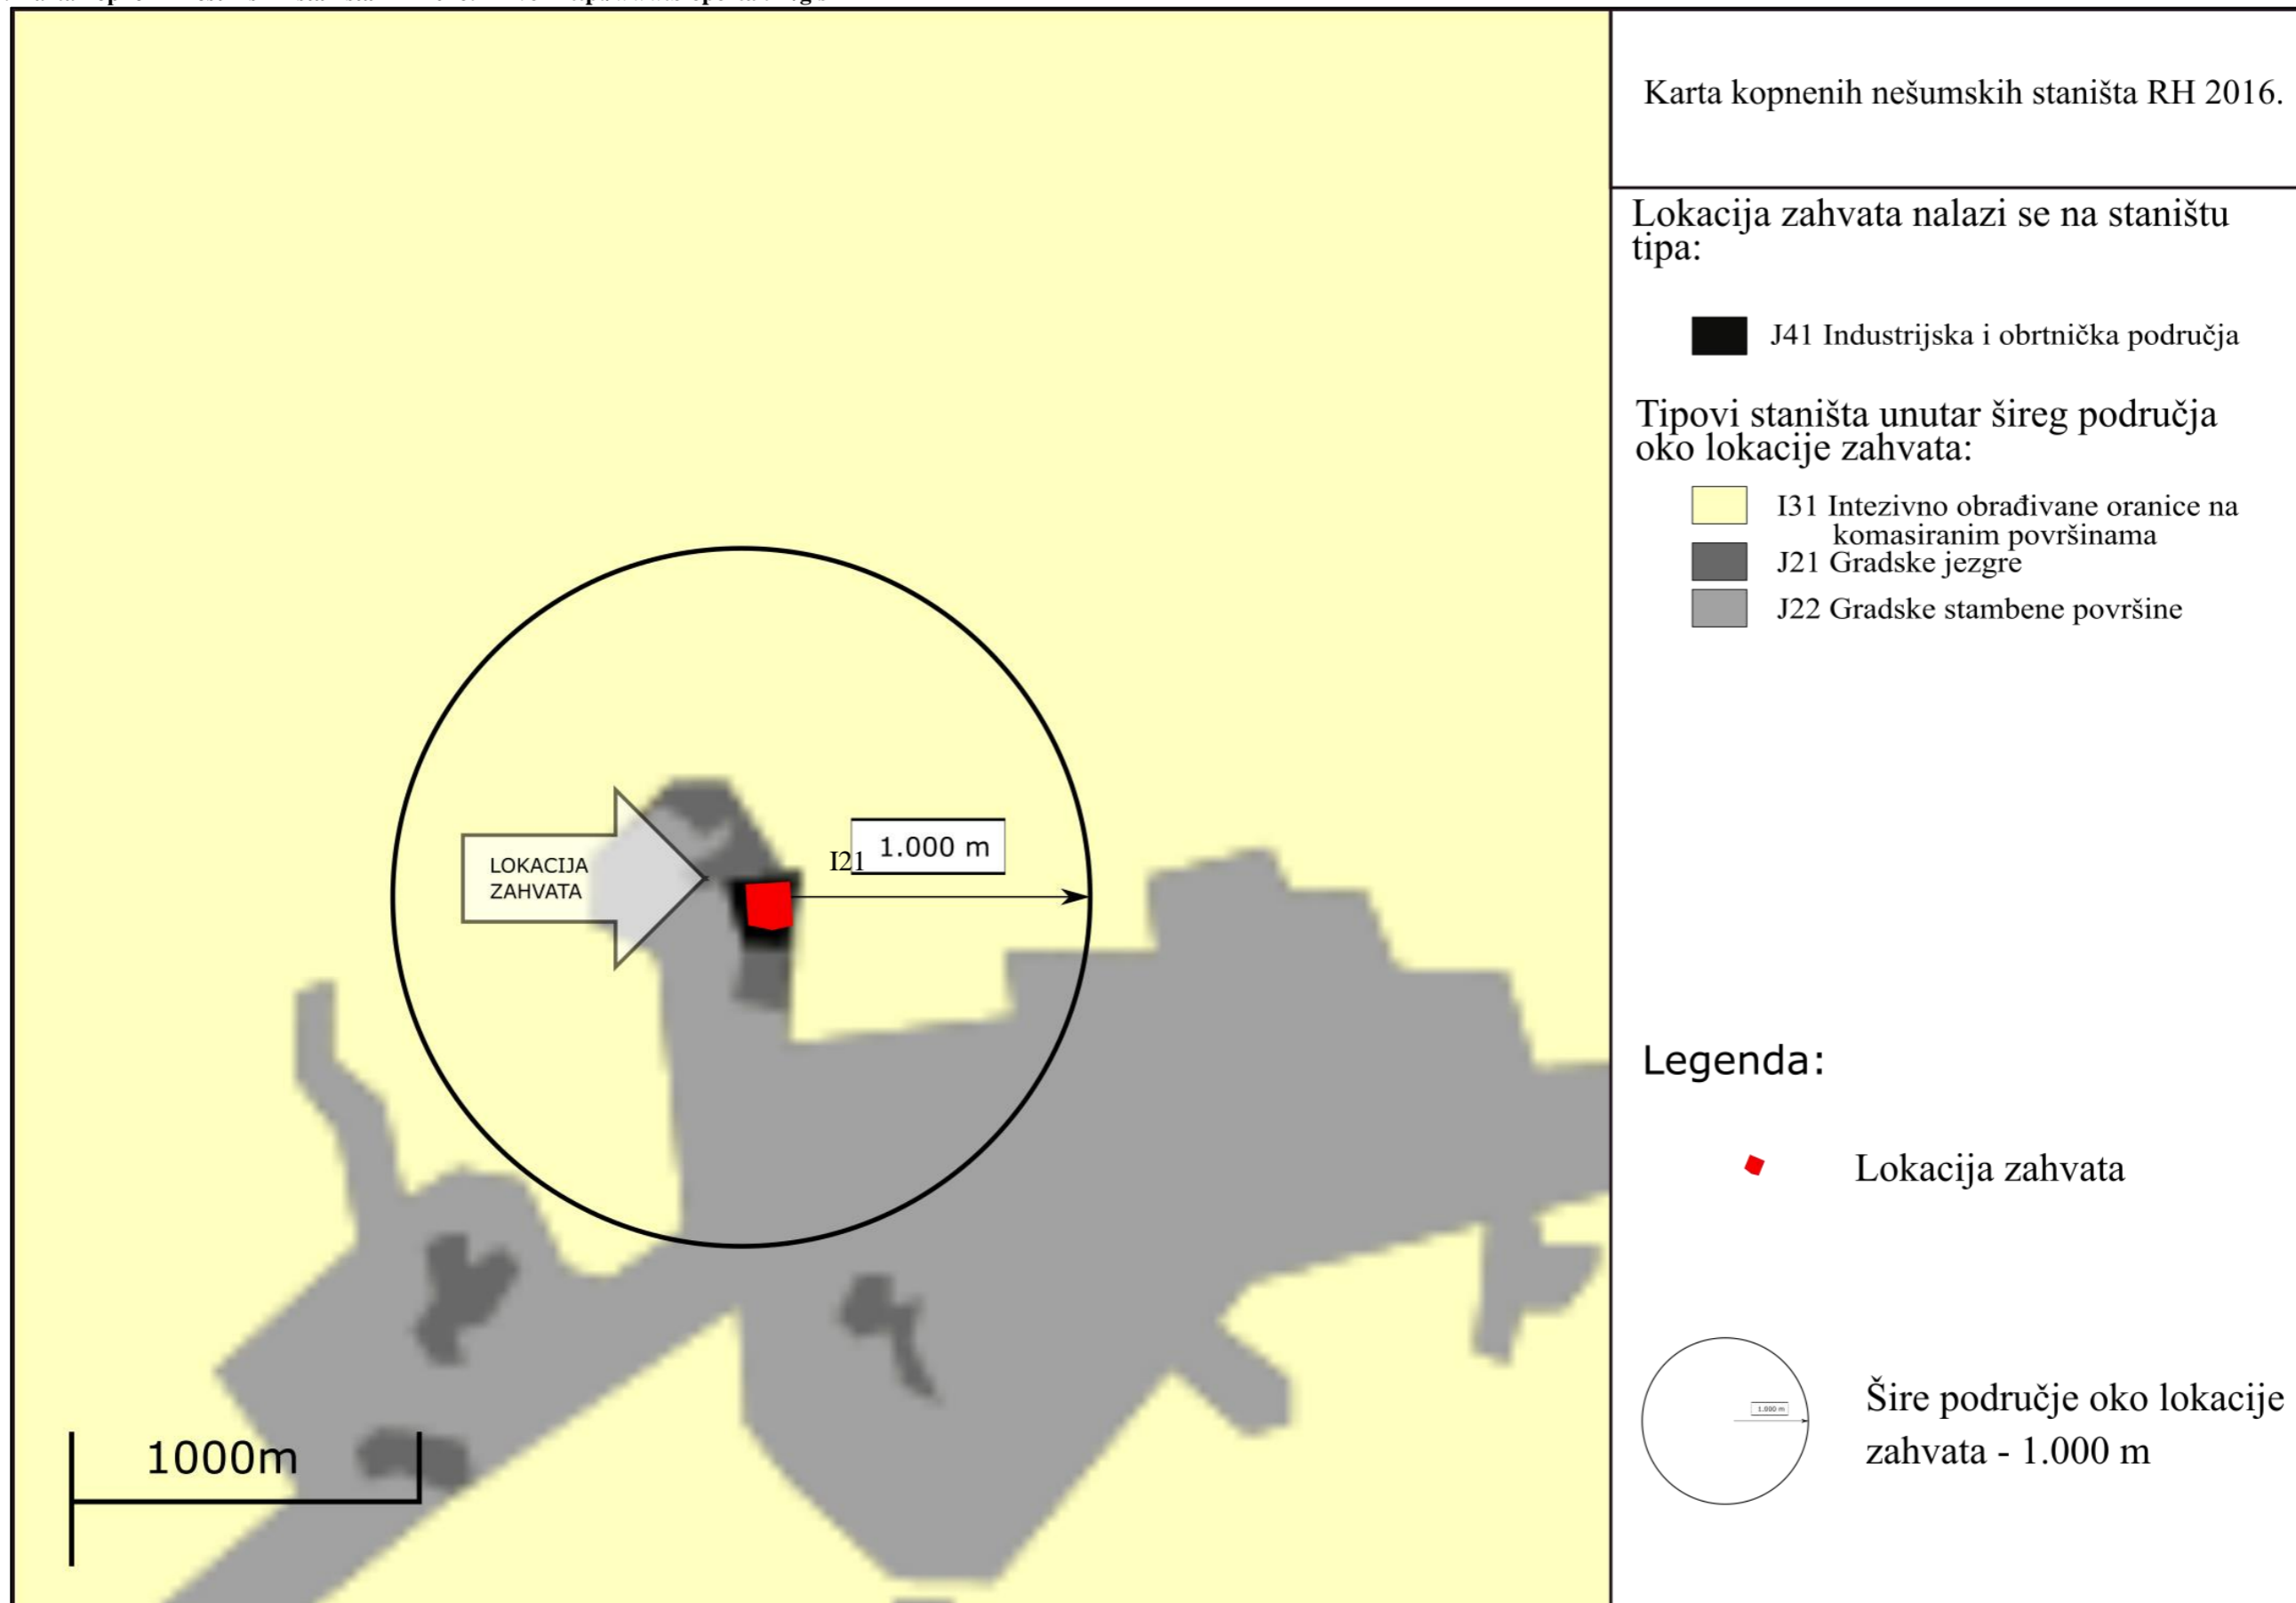 Karta kopnenih nešumskih staništa RH 2016.
Lokacija zahvata nalazi se na staništu
tipa:
J41 Industrijska i obrtnička područja
Tipovi staništa unutar šireg područja
oko lokacije zahvata:
I31 Intezivno obrađivane oranice na
komasiranim površinama
J21 Gradske jezgre
J22 Gradske stambene površine
LOKACIJA
ZAHVATA
I21
1.000 m
1000m
Legenda:
Lokacija zahvata
1.000 m
Šire područje oko lokacije
zahvata - 1.000 m